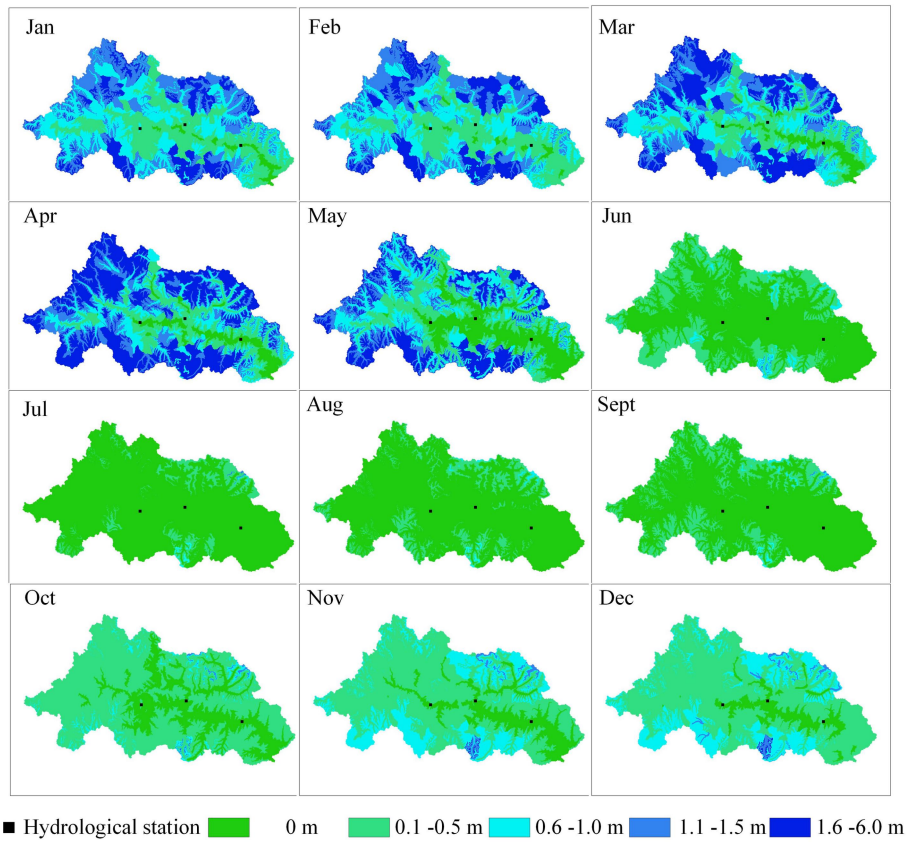 Jan
Feb
Mar
Apr
May
Jun
Jul
Aug
Sept
Oct
Nov
Dec
Hydrological station 0 m 0.1 -0.5 m 0.6 -1.0 m 1.1 -1.5 m 1.6 -6.0 m